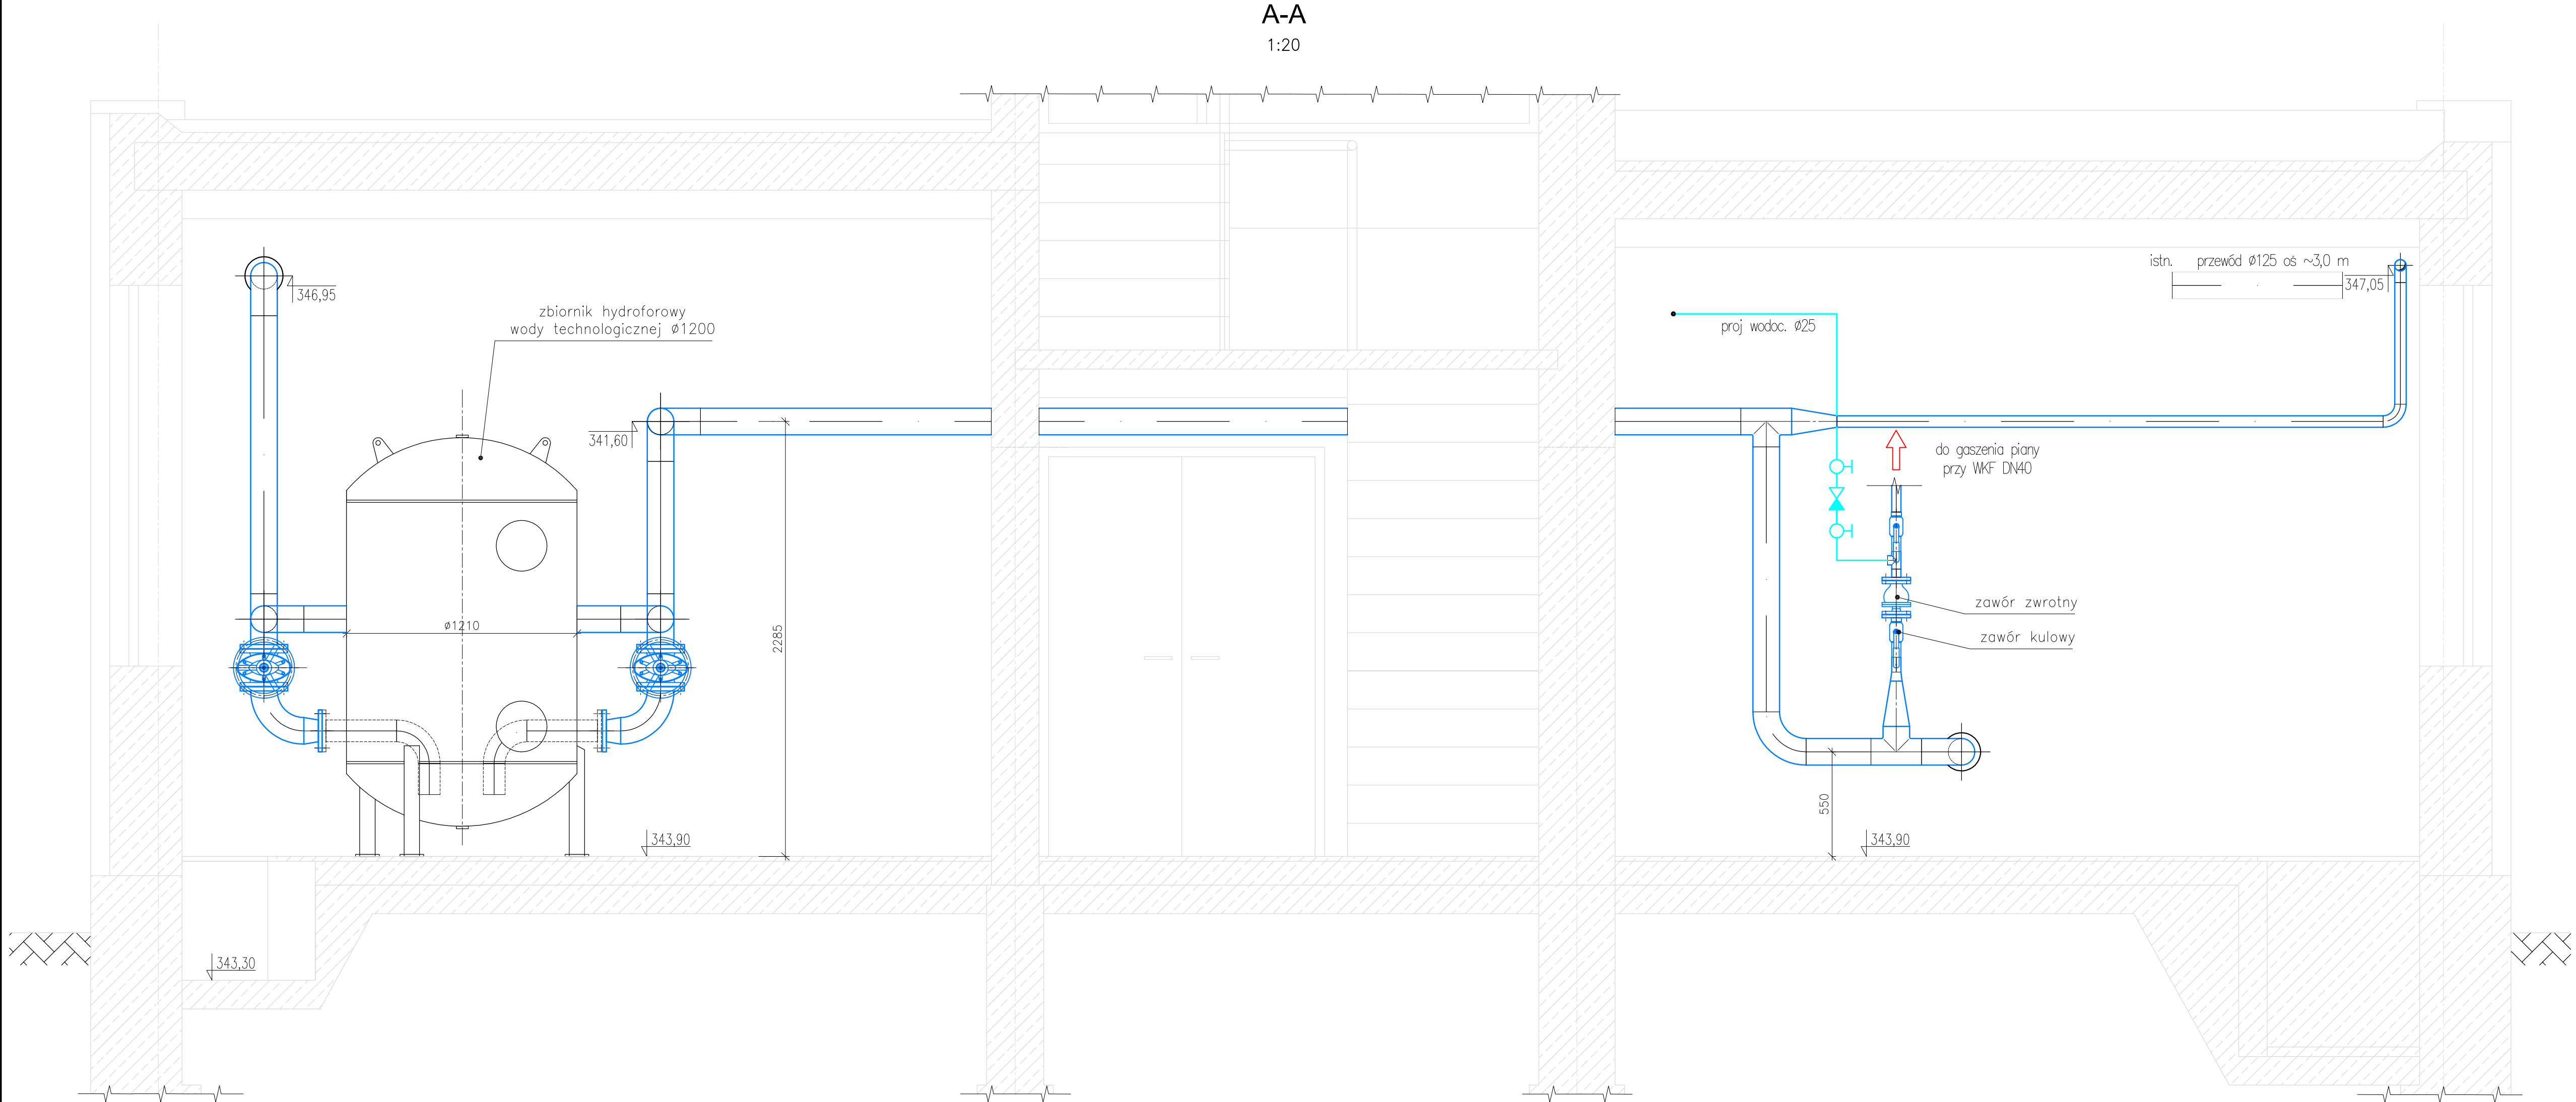 A-A
1:20
346,95
zbiornik hydroforowy
wody technologicznej ø1200
istn. przewód ø125 oś ~3,0 m
347,05
proj wodoc. ø25
341,60
do gaszenia piany
przy WKF DN40
zawór zwrotny
ø1210
2285
zawór kulowy
550
343,90
343,90
343,30